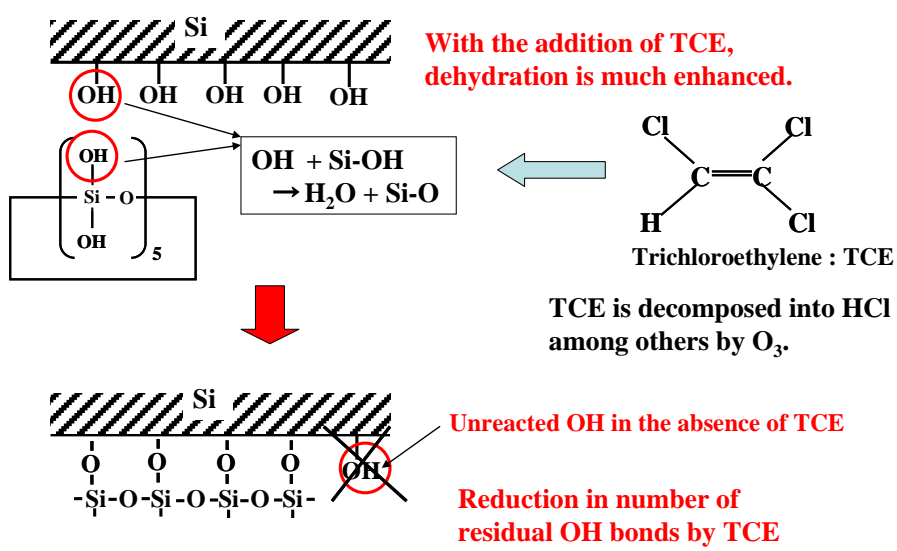 Si
With the addition of TCE,
dehydration is much enhanced.
OH OH OH OH OH
OH
Si - O
OH
5
OH + Si-OH
→H₂O + Si-O
Cl Cl
C=C
H Cl
Trichloroethylene : TCE
TCE is decomposed into HCl
among others by O₃.
Si
Unreacted OH in the absence of TCE
O O O O OH
-Si-O-Si-O-Si-O-Si-
Reduction in number of
residual OH bonds by TCE